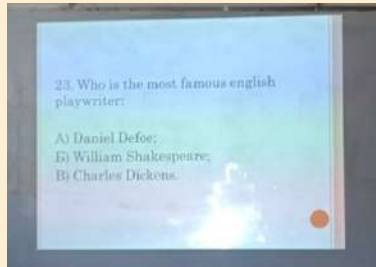 23. Who is the most famous english
playwriter:
А) Daniel Defoe;
Б) William Shakespeare;
В) Charles Dickens.